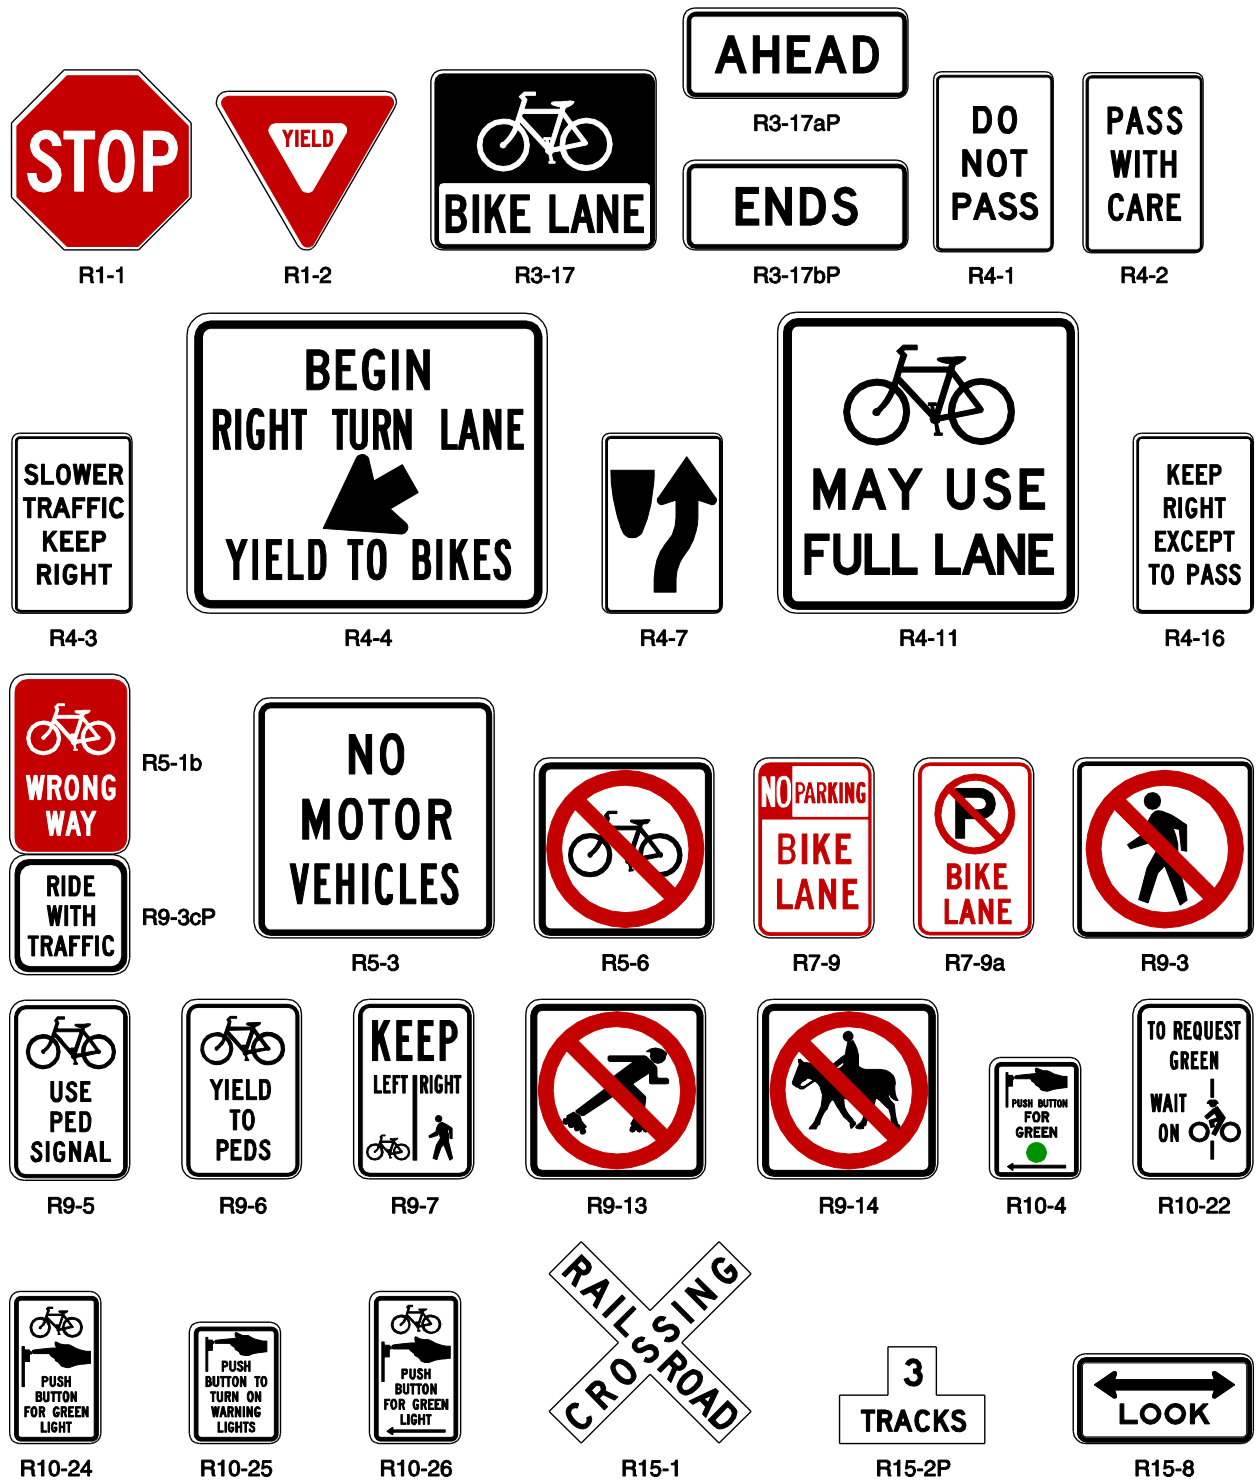 STOP
R1-1
YIELD
R1-2
BIKE LANE
R3-17
AHEAD
R3-17aP
ENDS
R3-17bP
DO
NOT
PASS
R4-1
PASS
WITH
CARE
R4-2
SLOWER
TRAFFIC
KEEP
RIGHT
R4-3
BEGIN
RIGHT TURN LANE
YIELD TO BIKES
R4-4
R4-7
MAY USE
FULL LANE
R4-11
KEEP
RIGHT
EXCEPT
TO PASS
R4-16
WRONG
WAY
R5-1b
RIDE
WITH
TRAFFIC
R9-3cP
NO
MOTOR
VEHICLES
R5-3
R5-6
NO PARKING
BIKE
LANE
R7-9
P
BIKE
LANE
R7-9a
R9-3
USE
PED
SIGNAL
R9-5
YIELD
TO
PEDS
R9-6
KEEP
LEFT RIGHT
R9-7
R9-13
R9-14
PUSH BUTTON
FOR
GREEN
R10-4
TO REQUEST
GREEN
WAIT
ON
R10-22
PUSH
BUTTON
FOR GREEN
LIGHT
R10-24
PUSH
BUTTON TO
TURN ON
WARNING
LIGHTS
R10-25
PUSH
BUTTON
FOR GREEN
LIGHT
R10-26
RAILROAD
CROSSING
R15-1
3
TRACKS
R15-2P
LOOK
R15-8